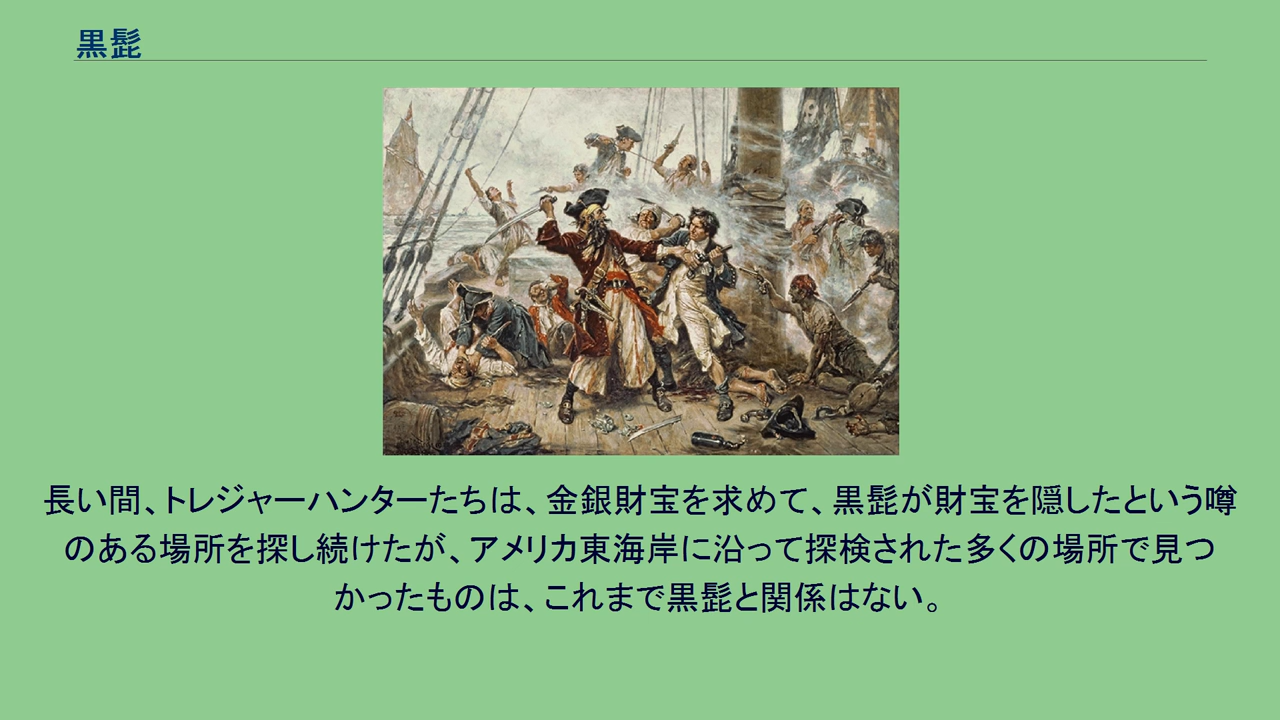 黒髭
長い間、トレジャーハンターたちは、金銀財宝を求めて、黒髭が財宝を隠したという噂
のある場所を探し続けたが、アメリカ東海岸に沿って探検された多くの場所で見つ
かったものは、これまで黒髭と関係はない。